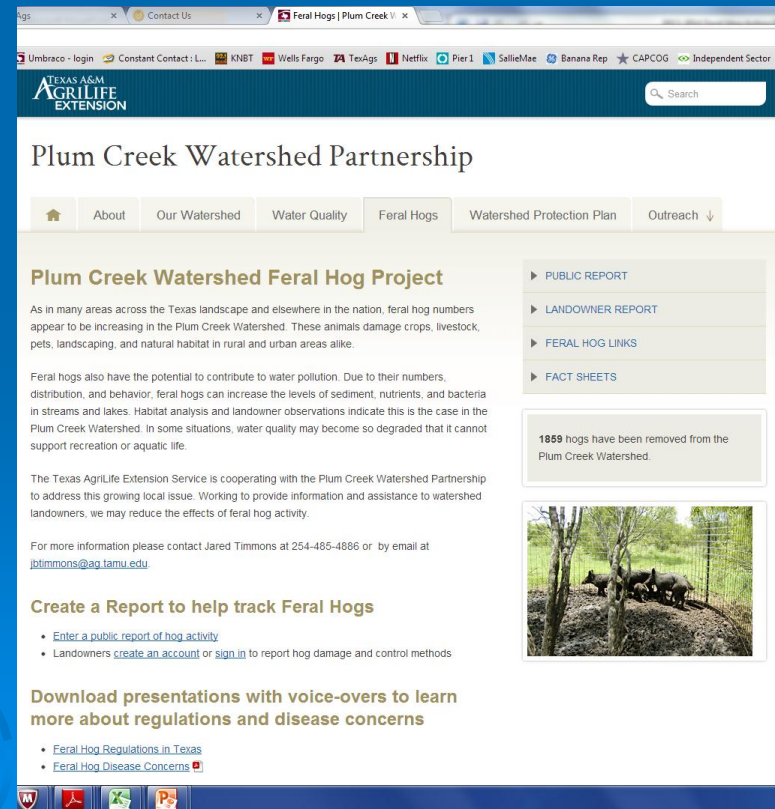 Ags
Contact Us
Feral Hogs | Plum Creek W
Umbraco - login Constant Contact : L... KNBT Wells Fargo TexAgs Netflix Pier 1 SallieMae Banana Rep CAPCOG Independent Sector
TEXAS A&M
AGRILIFE
EXTENSION
Search
Plum Creek Watershed Partnership
About Our Watershed Water Quality Feral Hogs Watershed Protection Plan Outreach ↓
Plum Creek Watershed Feral Hog Project
As in many areas across the Texas landscape and elsewhere in the nation, feral hog numbers
appear to be increasing in the Plum Creek Watershed. These animals damage crops, livestock,
pets, landscaping, and natural habitat in rural and urban areas alike.
Feral hogs also have the potential to contribute to water pollution. Due to their numbers,
distribution, and behavior, feral hogs can increase the levels of sediment, nutrients, and bacteria
in streams and lakes. Habitat analysis and landowner observations indicate this is the case in the
Plum Creek Watershed. In some situations, water quality may become so degraded that it cannot
support recreation or aquatic life.
The Texas AgriLife Extension Service is cooperating with the Plum Creek Watershed Partnership
to address this growing local issue. Working to provide information and assistance to watershed
landowners, we may reduce the effects of feral hog activity.
For more information please contact Jared Timmons at 254-485-4886 or by email at
jbtimmons@ag.tamu.edu.
Create a Report to help track Feral Hogs
• Enter a public report of hog activity
• Landowners create an account or sign in to report hog damage and control methods
Download presentations with voice-overs to learn
more about regulations and disease concerns
• Feral Hog Regulations in Texas
• Feral Hog Disease Concerns
PUBLIC REPORT
LANDOWNER REPORT
FERAL HOG LINKS
FACT SHEETS
1859 hogs have been removed from the
Plum Creek Watershed.